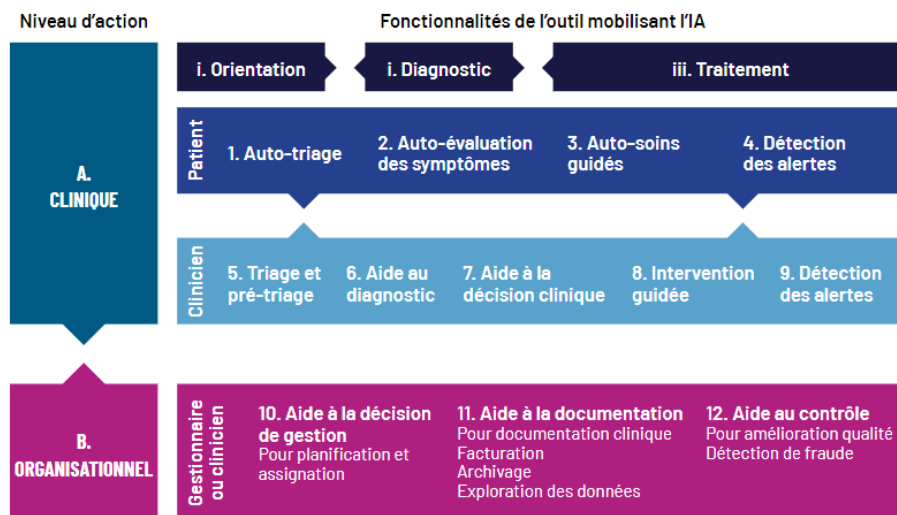 Niveau d'action
Fonctionnalités de l'outil mobilisant l'IA
i. Orientation
i. Diagnostic
iii. Traitement
A.
CLINIQUE
Patient
1. Auto-triage
2. Auto-évaluation
des symptômes
3. Auto-soins
guidés
4. Détection
des alertes
Clinicien
5. Triage et
pré-triage
6. Aide au
diagnostic
7. Aide à la
décision clinique
8. Intervention
guidée
9. Détection
des alertes
B.
ORGANISATIONNEL
Gestionnaire
ou clinicien
10. Aide à la décision
de gestion
Pour planification et
assignation
11. Aide à la documentation
Pour documentation clinique
Facturation
Archivage
Exploration des données
12. Aide au contrôle
Pour amélioration qualité
Détection de fraude